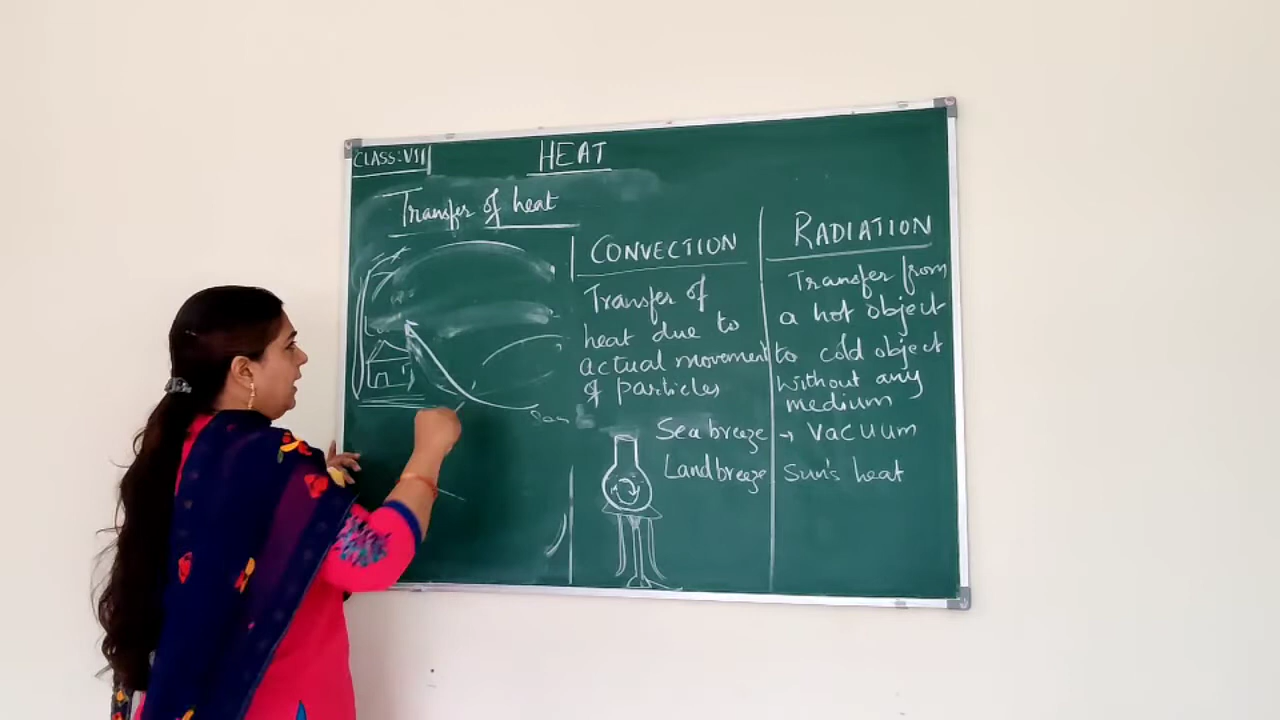 CLASS: VII
HEAT
Transfer of heat
CONVECTION
Transfer of
heat due to
actual movement
of particles
Sea breeze
Land breeze
RADIATION
Transfer from
a hot object
to cold object
without any
medium
→ Vacuum
Sun's heat